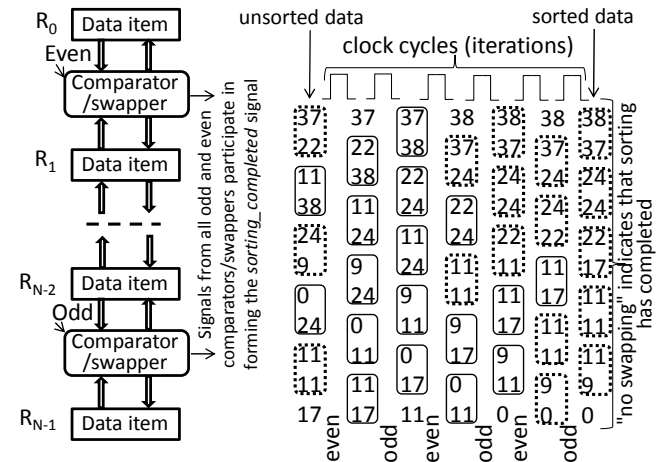 unsorted data
sorted data
clock cycles (iterations)
R0
Data item
Even
Comparator
/swapper
R1
Data item
RN-2
Data item
Odd
Comparator
/swapper
RN-1
Data item
Signals from all odd and even
comparators/swappers participate in
forming the sorting_completed signal
37 37 37 38 38 38 38
22 22 38 37 37 37 37
11 38 22 24 24 24 24
38 11 24 22 24 24 24
24 24 11 24 22 22 22
9 9 24 11 11 11 17
0 24 9 11 11 17 11
24 0 11 9 17 11 11
11 11 0 17 9 11 11
11 11 17 0 11 9 9
17 17 11 11 0 0 0
even odd even odd even odd
"no swapping" indicates that sorting
has completed